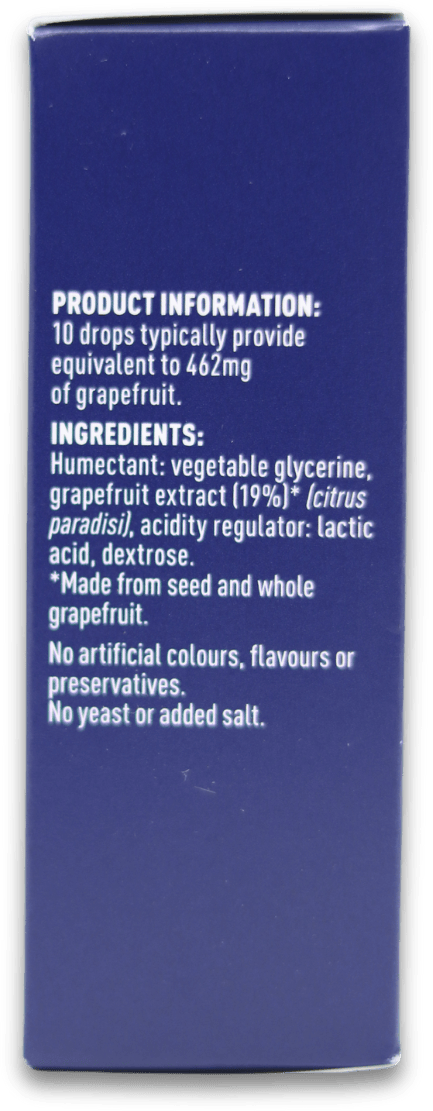 PRODUCT INFORMATION:
10 drops typically provide
equivalent to 462mg
of grapefruit.
INGREDIENTS:
Humectant: vegetable glycerine,
grapefruit extract (19%)* (citrus
paradisi), acidity regulator: lactic
acid, dextrose.
*Made from seed and whole
grapefruit.
No artificial colours, flavours or
preservatives.
No yeast or added salt.